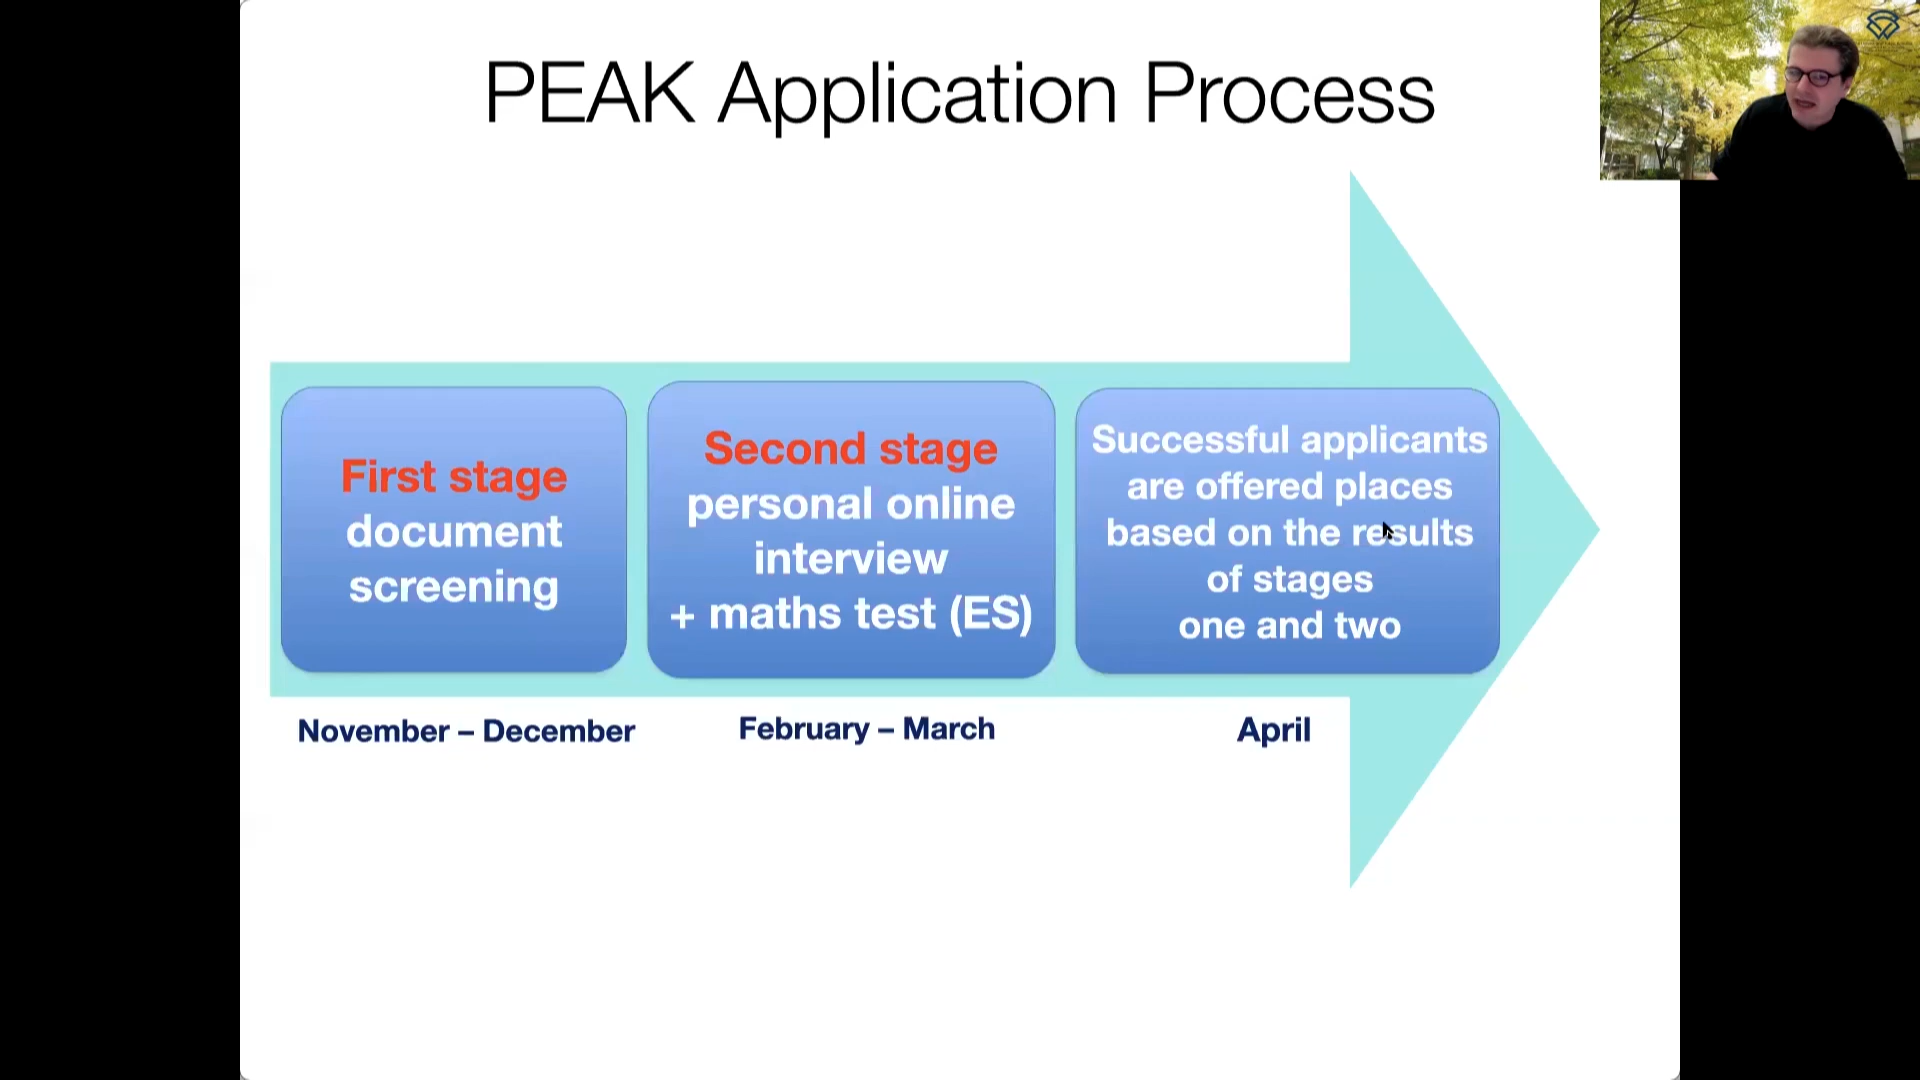 PEAK Application Process
First stage
document
screening
Second stage
personal online
interview
+ maths test (ES)
Successful applicants
are offered places
based on the results
of stages
one and two
November – December
February – March
April